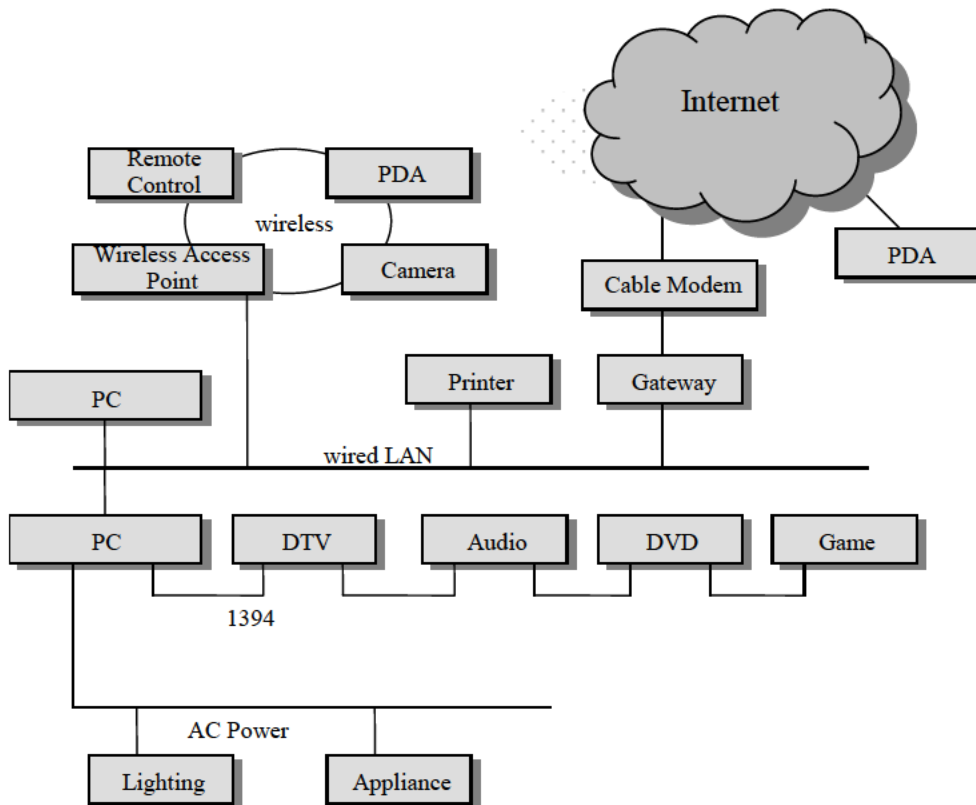 Internet
Remote
Control
PDA
wireless
Wireless Access
Point
Camera
PDA
Cable Modem
Printer
Gateway
PC
wired LAN
PC
DTV
Audio
DVD
Game
1394
AC Power
Lighting
Appliance